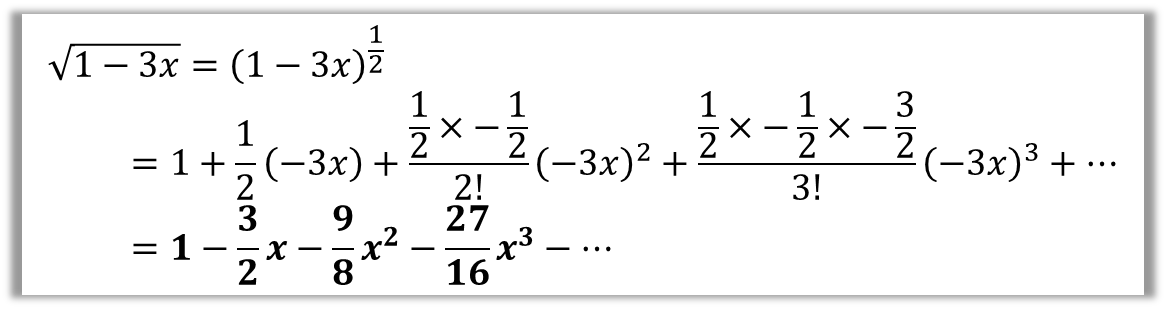 √(1 − 3x) = (1 − 3x)^(1/2)
= 1 + 1/2 (−3x) + (1/2 × −1/2)/2! (−3x)² + (1/2 × −1/2 × −3/2)/3! (−3x)³ + ⋯
= 1 − 3/2 x − 9/8 x² − 27/16 x³ − ⋯